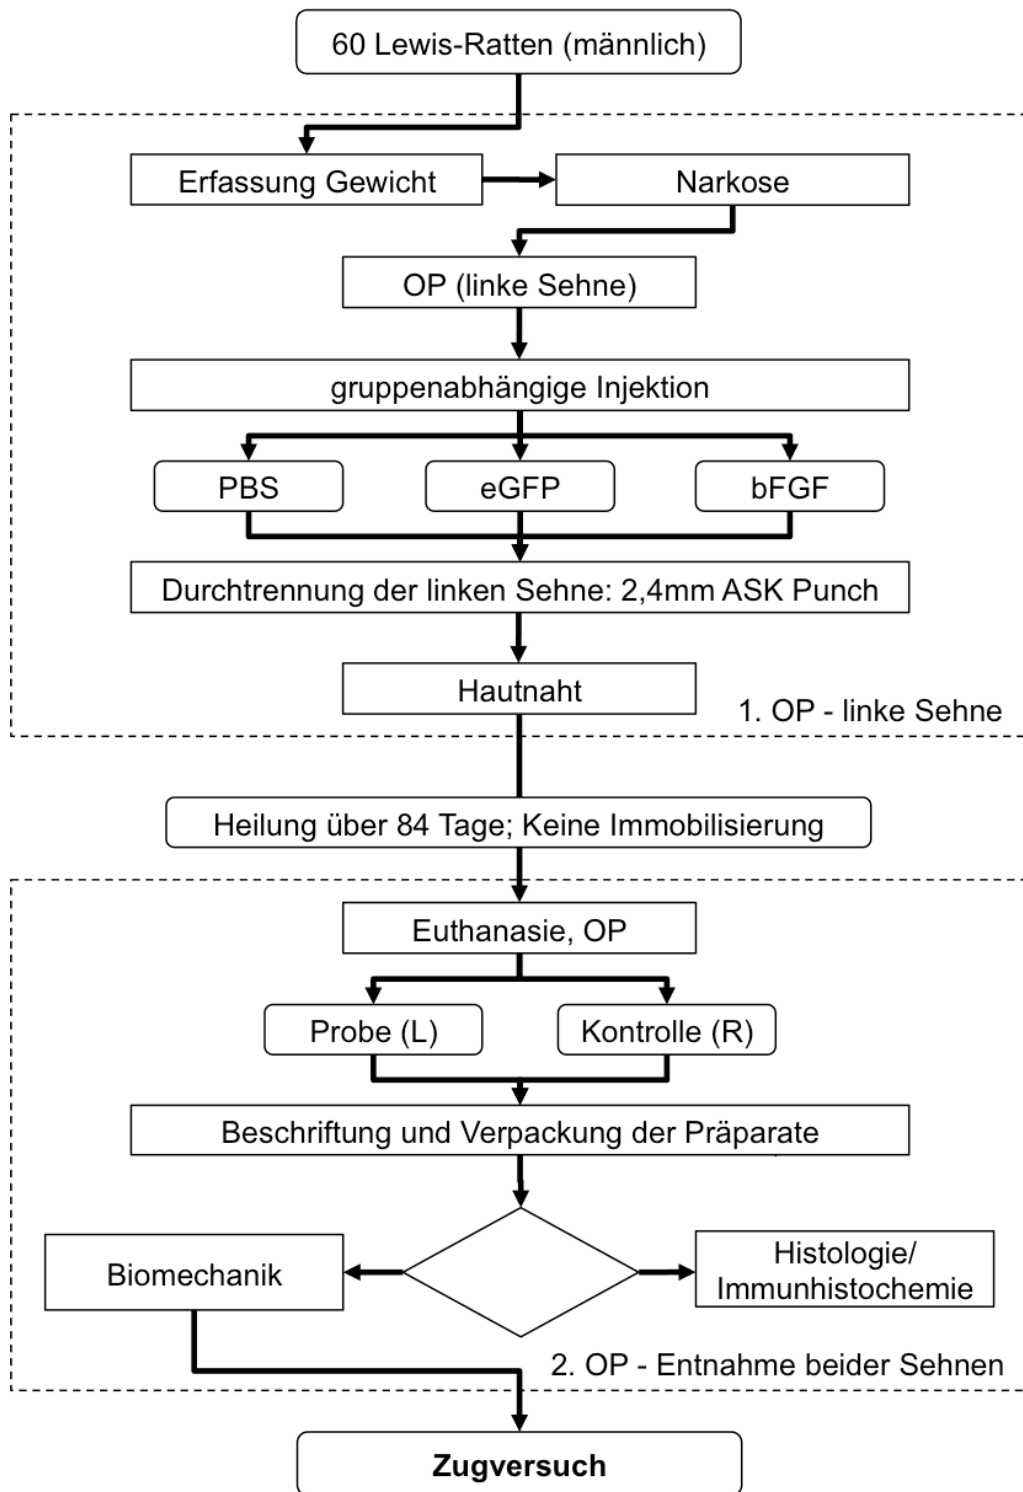 60 Lewis-Ratten (männlich)
Erfassung Gewicht
Narkose
OP (linke Sehne)
gruppenabhängige Injektion
PBS
eGFP
bFGF
Durchtrennung der linken Sehne: 2,4mm ASK Punch
Hautnaht
1. OP - linke Sehne
Heilung über 84 Tage; Keine Immobilisierung
Euthanasie, OP
Probe (L)
Kontrolle (R)
Beschriftung und Verpackung der Präparate
Biomechanik
Histologie/
Immunhistochemie
2. OP - Entnahme beider Sehnen
Zugversuch